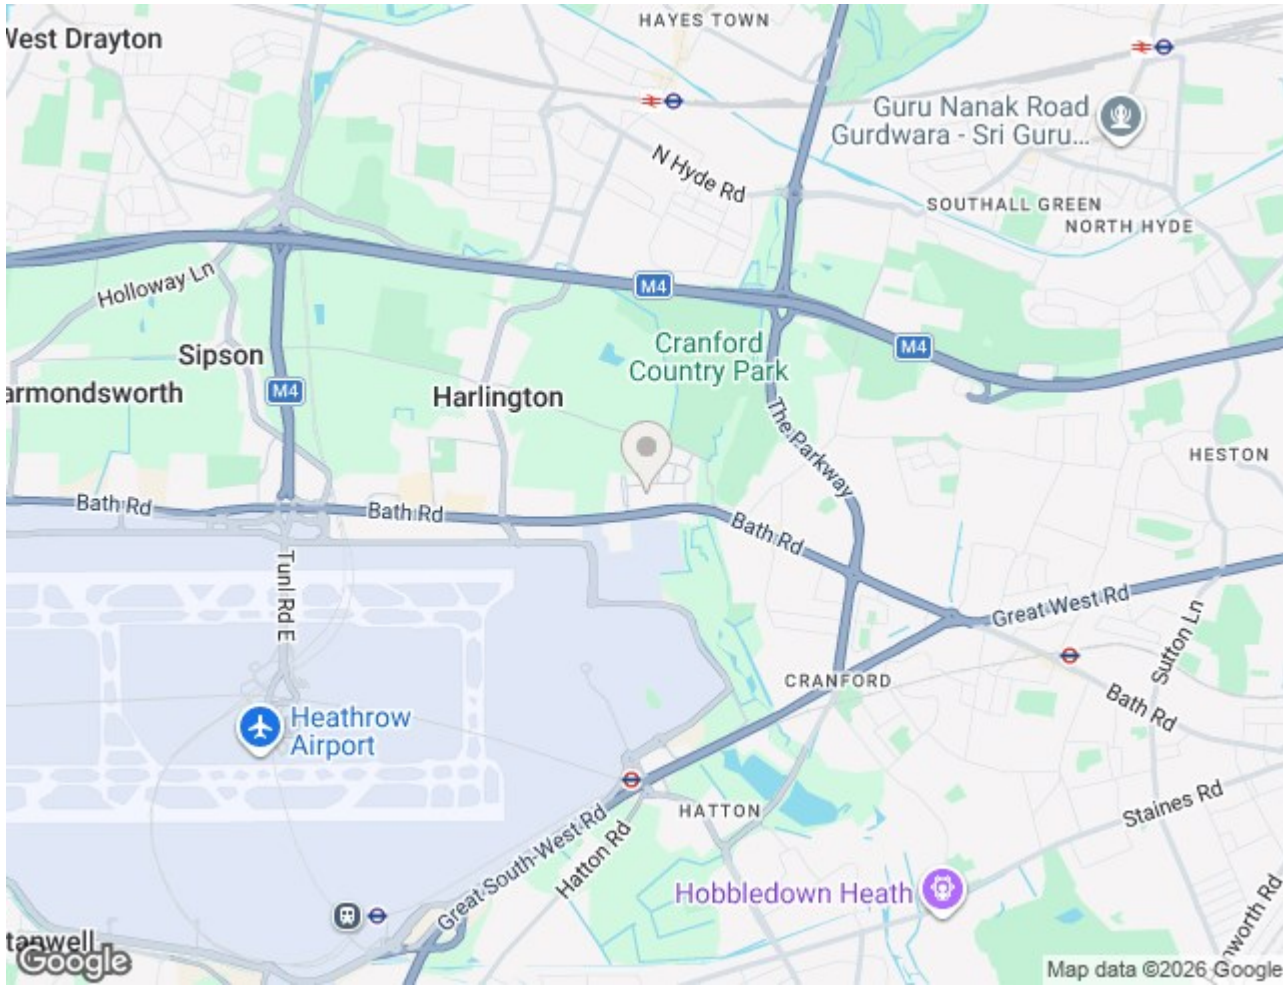 HAYES TOWN
West Drayton
Guru Nanak Road
Gurdwara - Sri Guru...
N Hyde Rd
SOUTHALL GREEN
NORTH HYDE
Holloway Ln
M4
Cranford
Country Park
M4
Sipson
M4
armondsworth
Harlington
The Parkway
HESTON
Bath Rd
Bath Rd
Bath Rd
Tunl Rd E
Great West Rd
Sutton Ln
CRANFORD
Bath Rd
Heathrow
Airport
HATTON
Staines Rd
Great South-West Rd
Hatton Rd
Hobbledown Heath
tanwell
nworth Rd
Google
Map data ©2026 Google